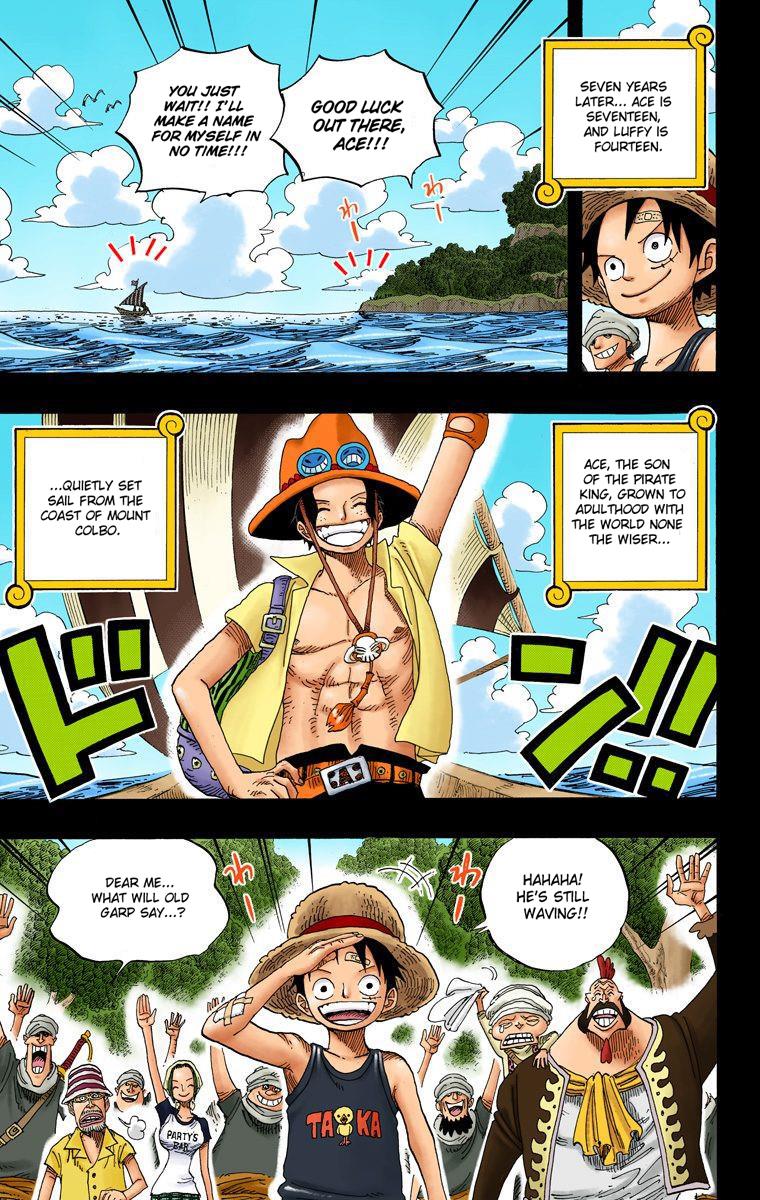 SEVEN YEARS
LATER... ACE IS
SEVENTEEN,
AND LUFFY IS
FOURTEEN.
GOOD LUCK
OUT THERE,
ACE!!!
YOU JUST
WAIT!! I'LL
MAKE A NAME
FOR MYSELF IN
NO TIME!!!
ACE, THE SON
OF THE PIRATE
KING, GROWN TO
ADULTHOOD WITH
THE WORLD NONE
THE WISER...
...QUIETLY SET
SAIL FROM THE
COAST OF MOUNT
COLBO.
ドン!!
A
HAHAHA!
HE'S STILL
WAVING!!
DEAR ME...
WHAT WILL OLD
GARP SAY...?
TA KA
PARTY'S
BAR